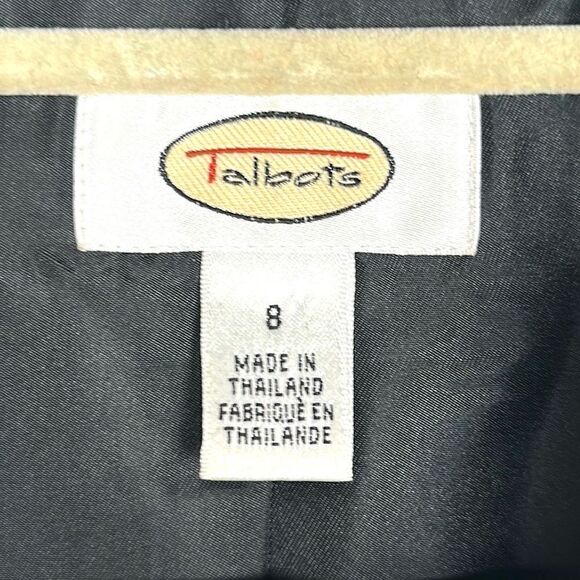 Talbots
8
MADE IN
THAILAND
FABRIQUÈ EN
THAILANDE